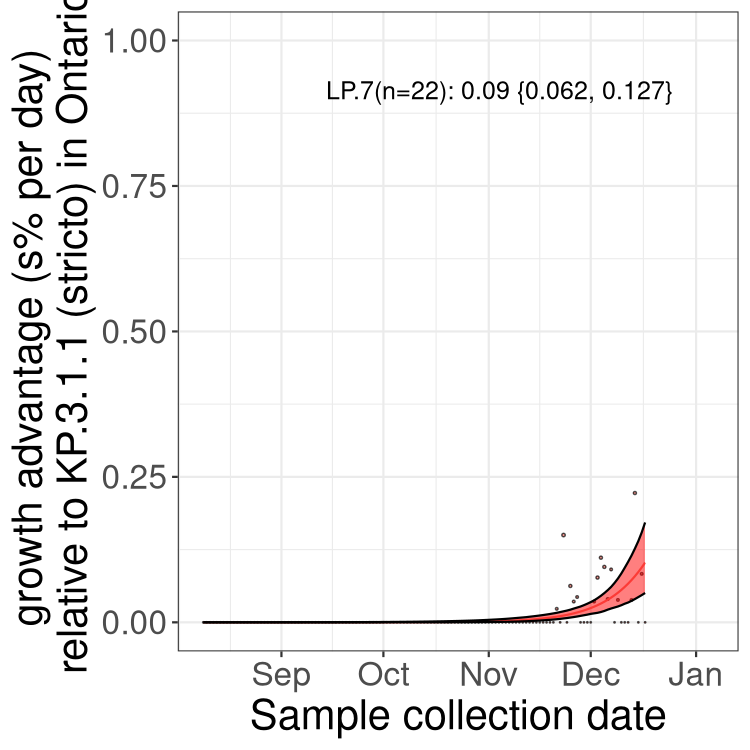 growth advantage (s% per day)
relative to KP.3.1.1 (stricto) in Ontario
1.00
0.75
0.50
0.25
0.00
LP.7(n=22): 0.09 {0.062, 0.127}
Sep Oct Nov Dec Jan
Sample collection date